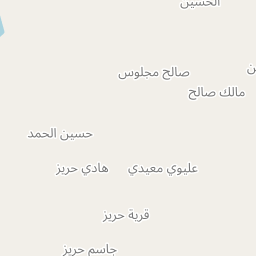 الحسين
صالح مجلوس
مالك صالح
حسين الحمد
عليوي معيدي
هادي حريز
قرية حريز
جاسم حريز